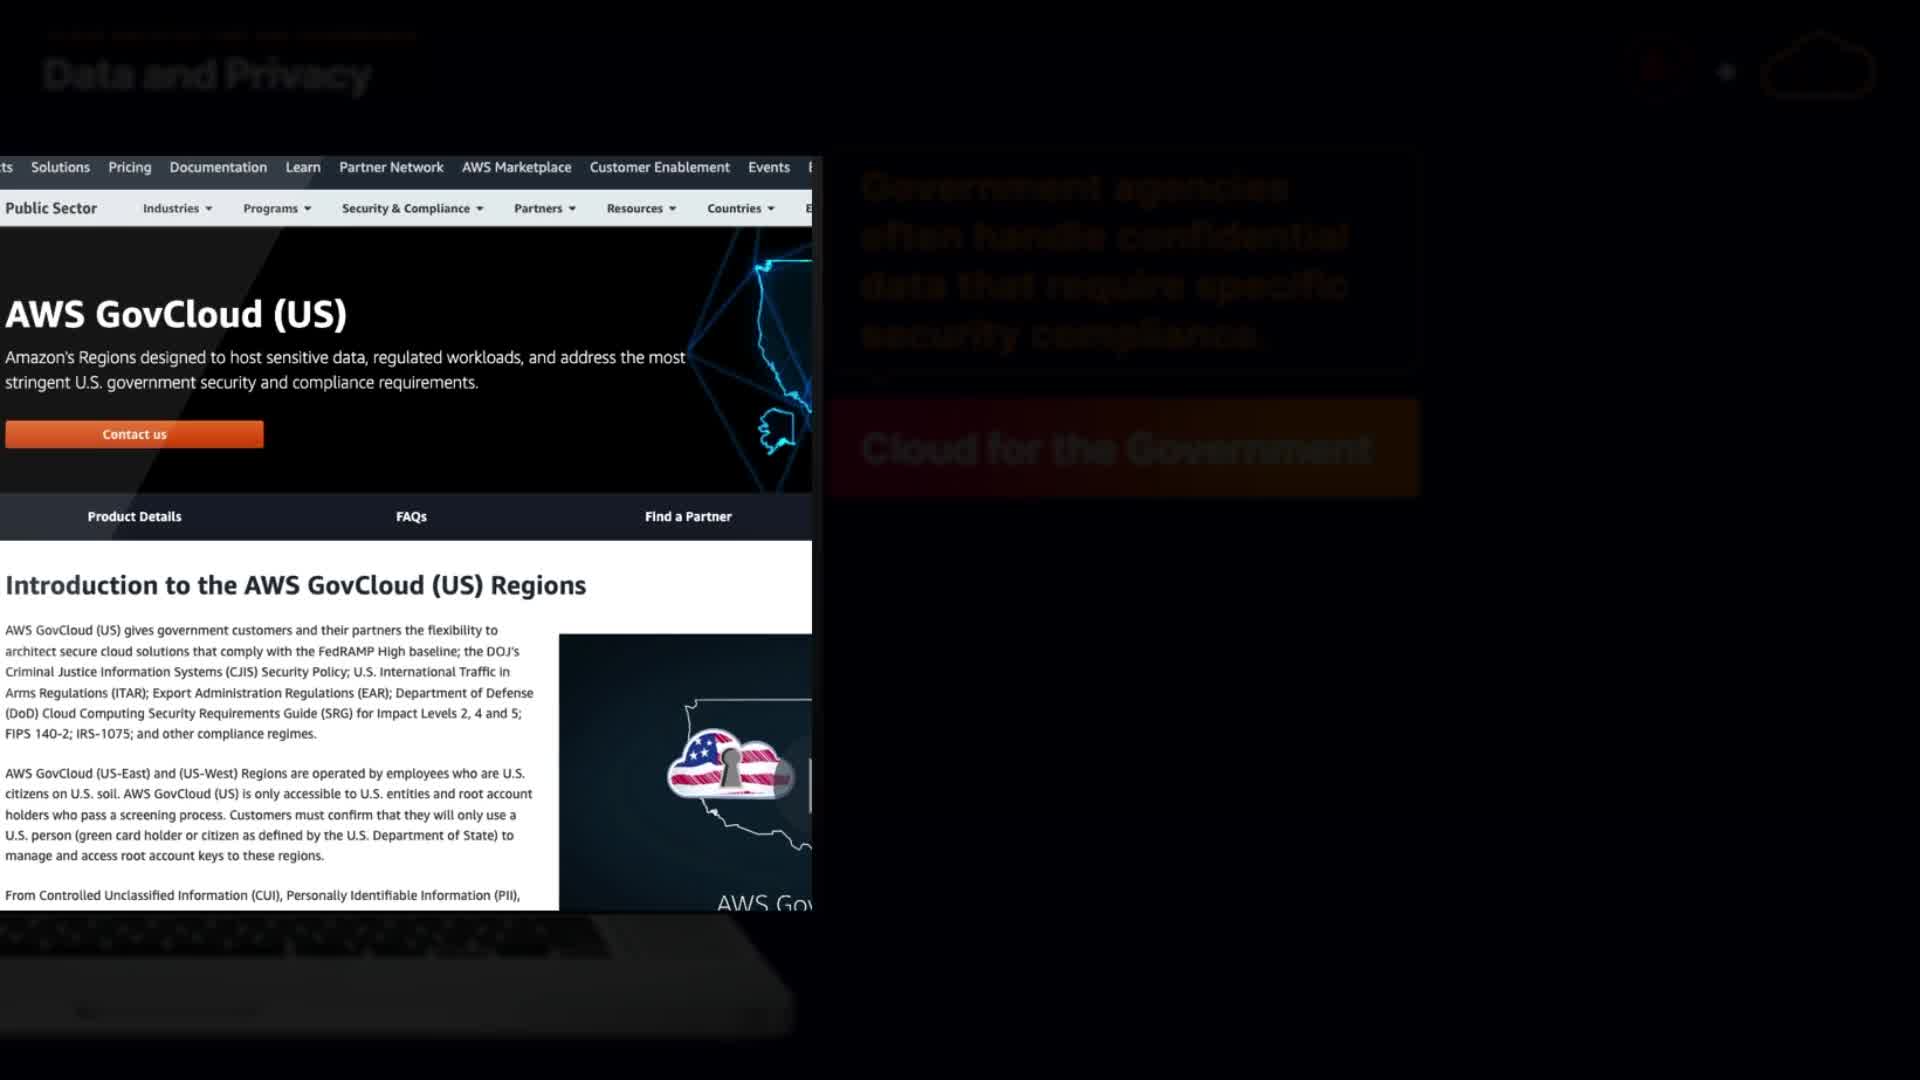 Data and Privacy
ts Solutions Pricing Documentation Learn Partner Network AWS Marketplace Customer Enablement Events
Public Sector Industries Programs Security & Compliance Partners Resources Countries
AWS GovCloud (US)
Amazon's Regions designed to host sensitive data, regulated workloads, and address the most
stringent U.S. government security and compliance requirements.
Contact us
Product Details FAQs Find a Partner
Introduction to the AWS GovCloud (US) Regions
AWS GovCloud (US) gives government customers and their partners the flexibility to
architect secure cloud solutions that comply with the FedRAMP High baseline; the DOJ's
Criminal Justice Information Systems (CJIS) Security Policy; U.S. International Traffic in
Arms Regulations (ITAR); Export Administration Regulations (EAR); Department of Defense
(DoD) Cloud Computing Security Requirements Guide (SRG) for Impact Levels 2, 4 and 5;
FIPS 140-2; IRS-1075; and other compliance regimes.
AWS GovCloud (US-East) and (US-West) Regions are operated by employees who are U.S.
citizens on U.S. soil. AWS GovCloud (US) is only accessible to U.S. entities and root account
holders who pass a screening process. Customers must confirm that they will only use a
U.S. person (green card holder or citizen as defined by the U.S. Department of State) to
manage and access root account keys to these regions.
From Controlled Unclassified Information (CUI), Personally Identifiable Information (PII),
AWS Gov
Government agencies
often handle confidential
data that require specific
security compliance.
Cloud for the Government